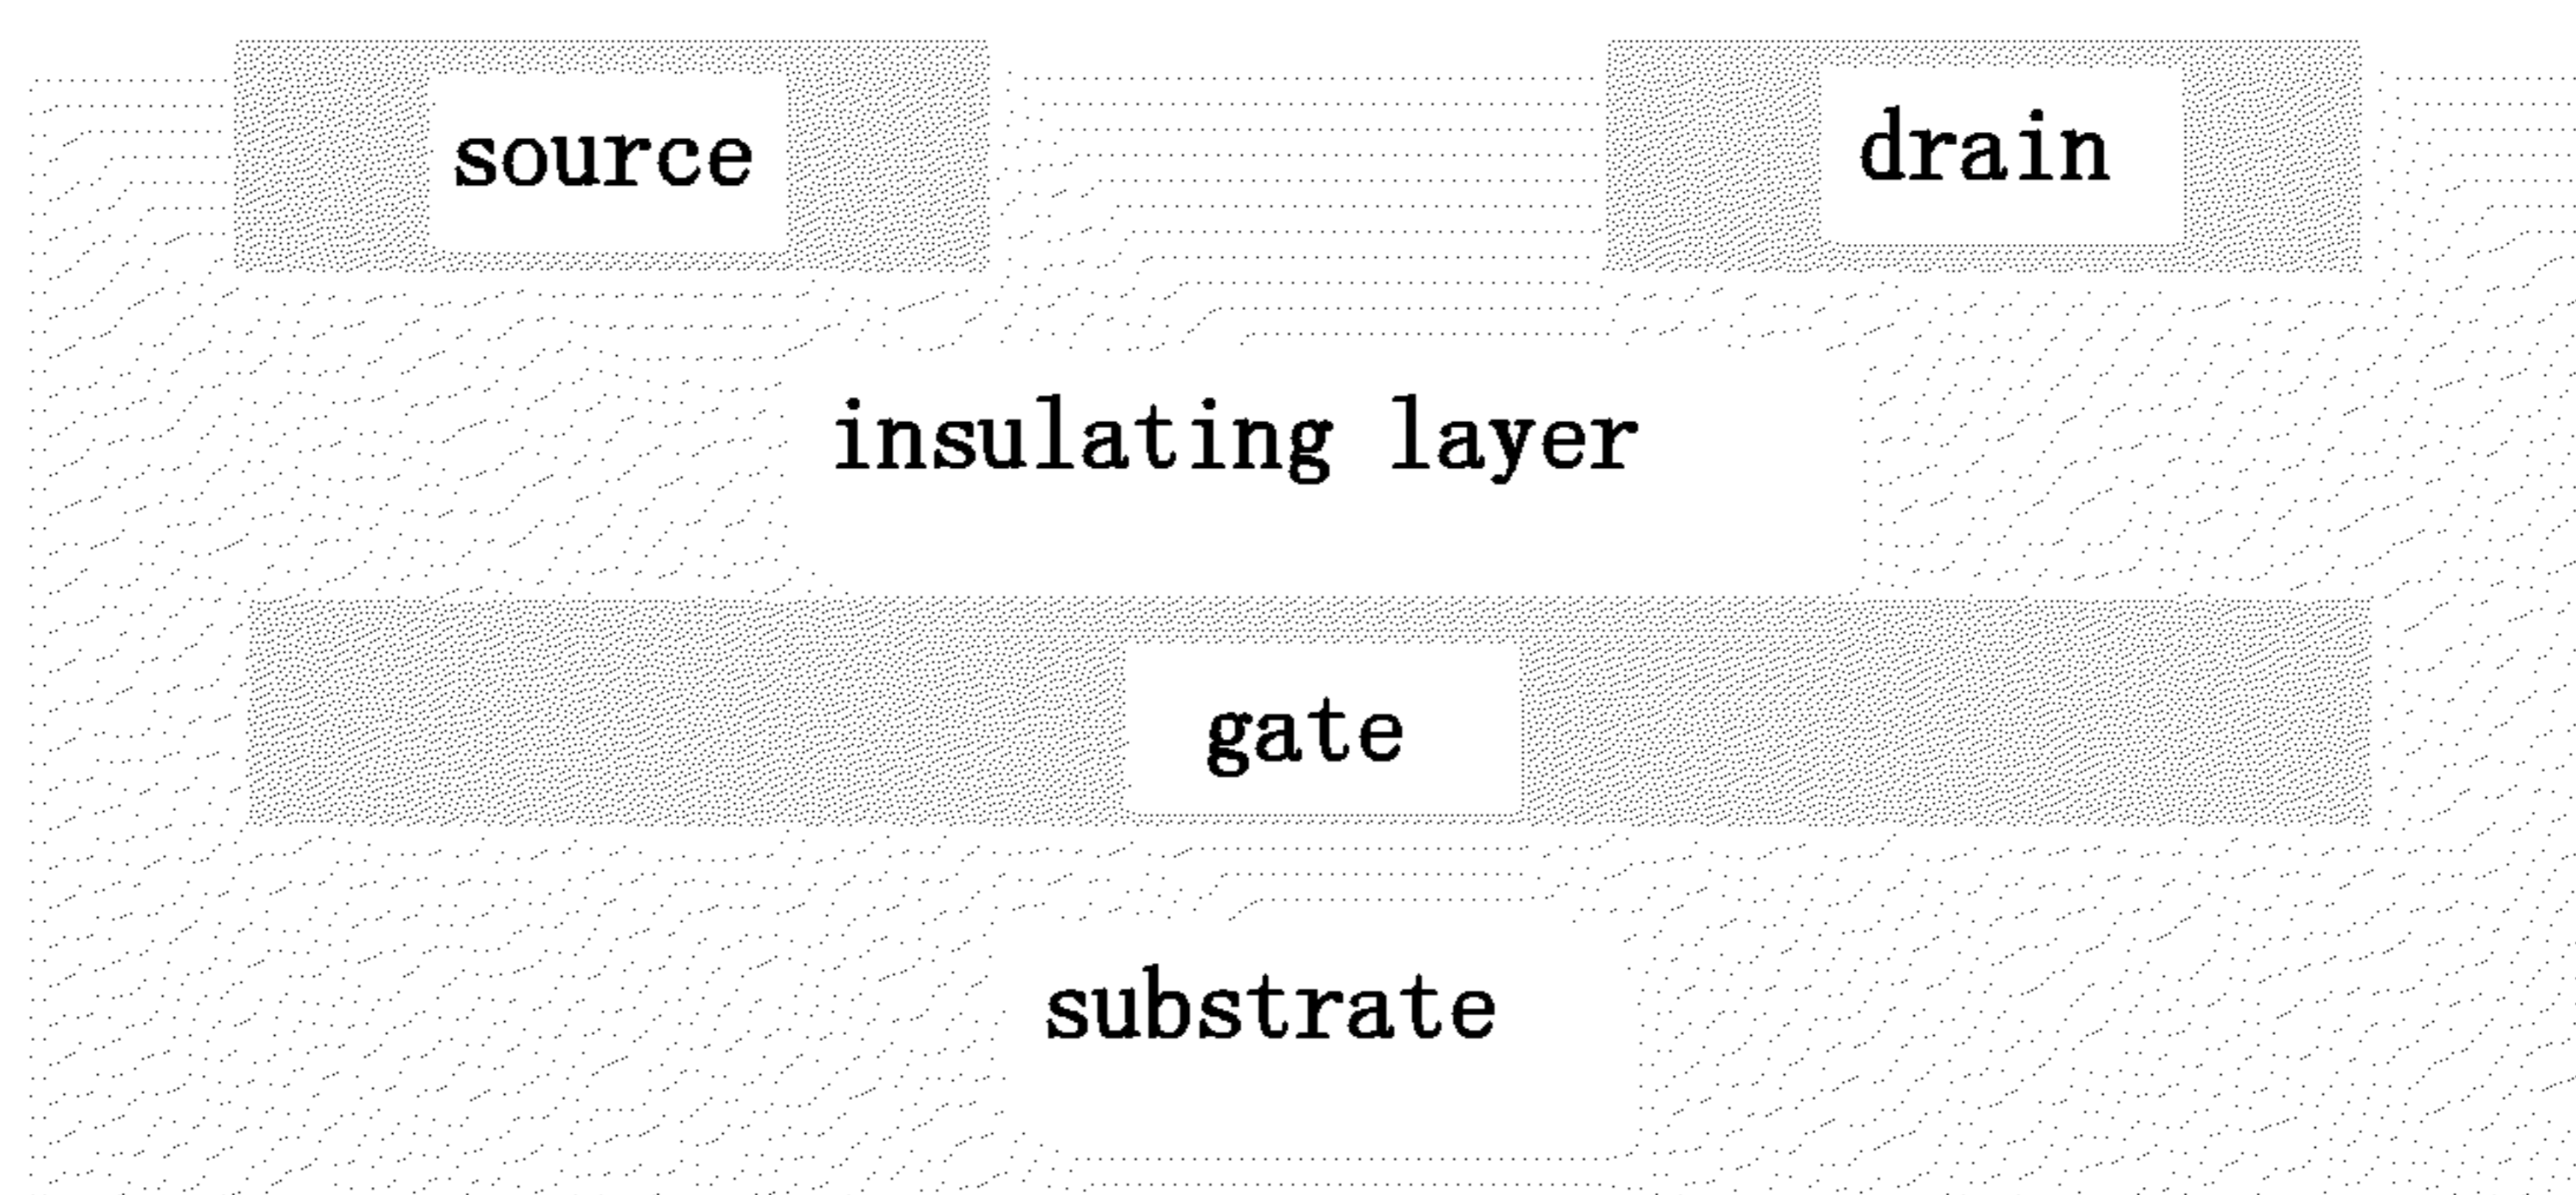 source
drain
insulating layer
gate
substrate